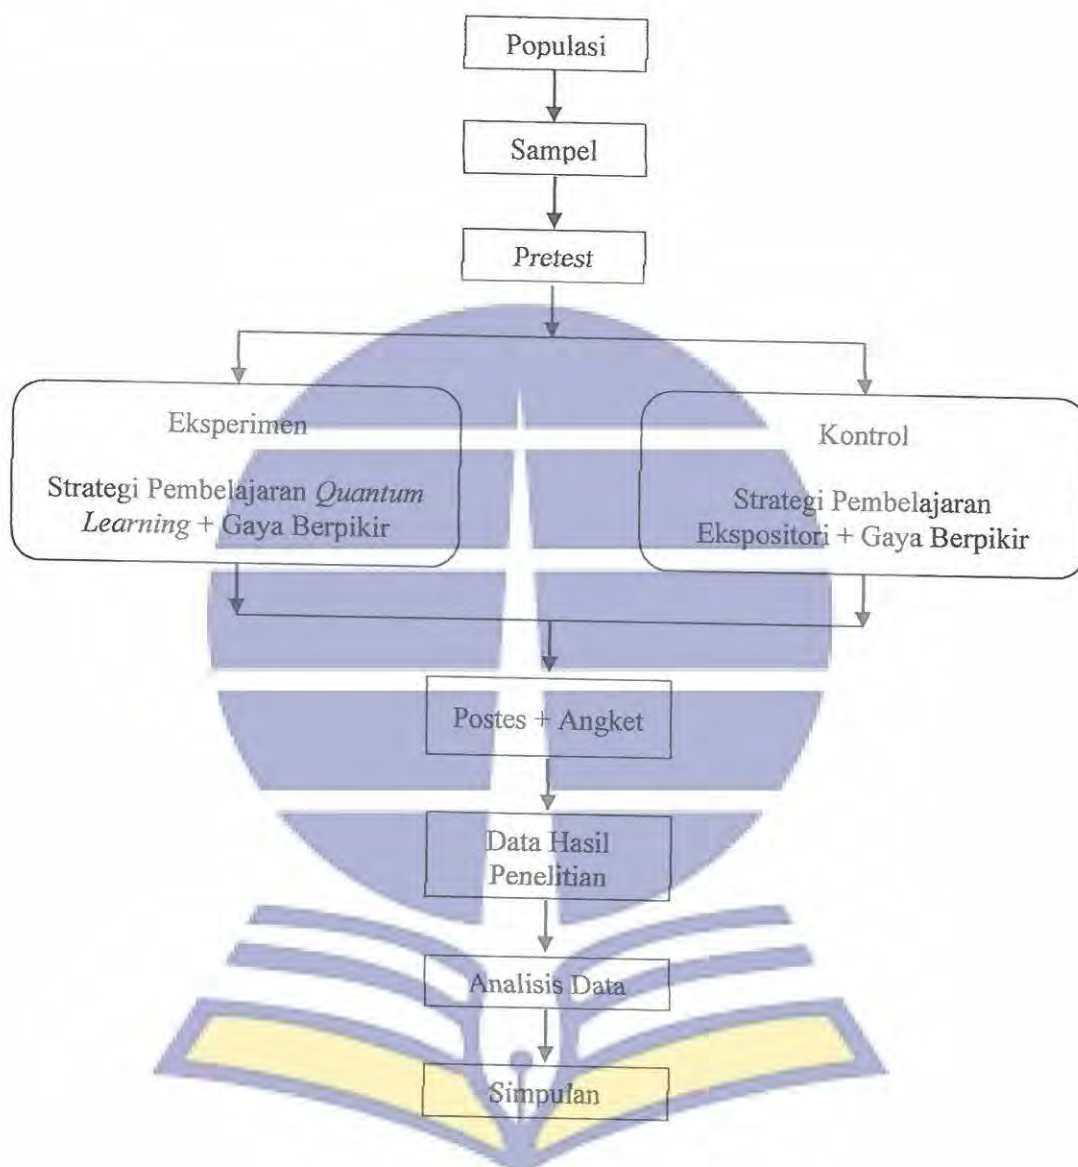 Populasi
Sampel
Pretest
Eksperimen
Strategi Pembelajaran Quantum
Learning + Gaya Berpikir
Kontrol
Strategi Pembelajaran
Ekspositori + Gaya Berpikir
Postes + Angket
Data Hasil
Penelitian
Analisis Data
Simpulan